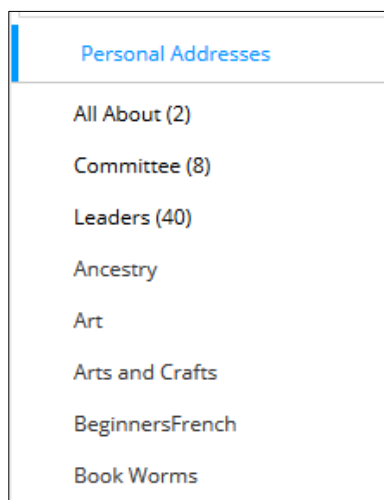 Personal Addresses
All About (2)
Committee (8)
Leaders (40)
Ancestry
Art
Arts and Crafts
BeginnersFrench
Book Worms